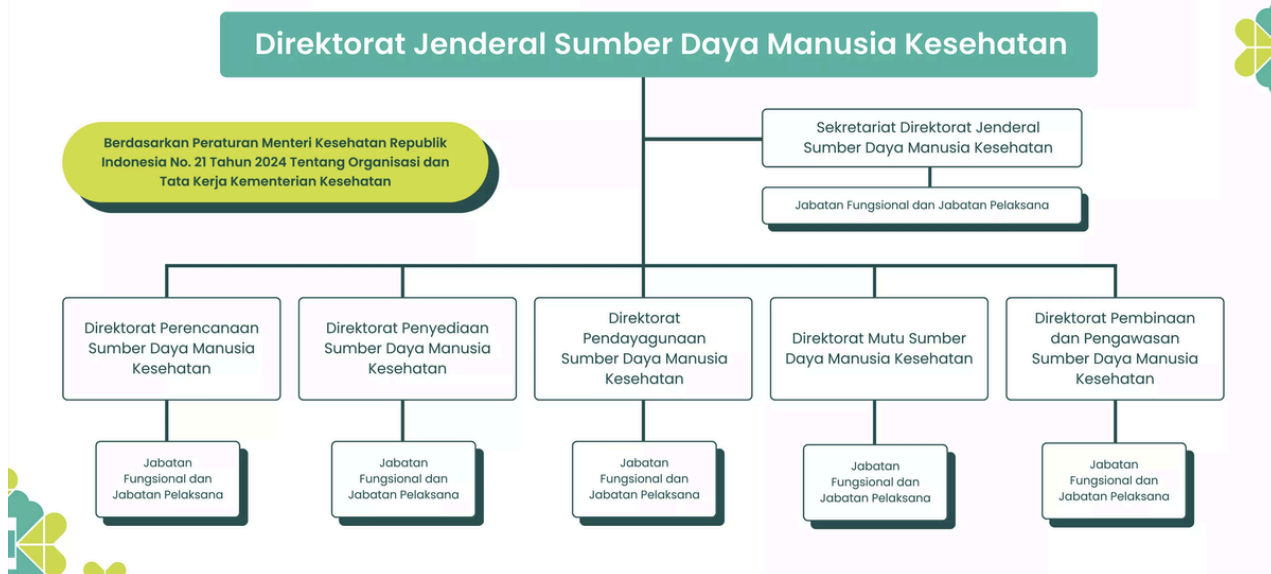 Direktorat Jenderal Sumber Daya Manusia Kesehatan
Berdasarkan Peraturan Menteri Kesehatan Republik
Indonesia No. 21 Tahun 2024 Tentang Organisasi dan
Tata Kerja Kementerian Kesehatan
Sekretariat Direktorat Jenderal
Sumber Daya Manusia Kesehatan
Jabatan Fungsional dan Jabatan Pelaksana
Direktorat Perencanaan
Sumber Daya Manusia
Kesehatan
Direktorat Penyediaan
Sumber Daya Manusia
Kesehatan
Direktorat
Pendayagunaan
Sumber Daya Manusia
Kesehatan
Direktorat Mutu Sumber
Daya Manusia Kesehatan
Direktorat Pembinaan
dan Pengawasan
Sumber Daya Manusia
Kesehatan
Jabatan
Fungsional dan
Jabatan Pelaksana
Jabatan
Fungsional dan
Jabatan Pelaksana
Jabatan
Fungsional dan
Jabatan Pelaksana
Jabatan
Fungsional dan
Jabatan Pelaksana
Jabatan
Fungsional dan
Jabatan Pelaksana